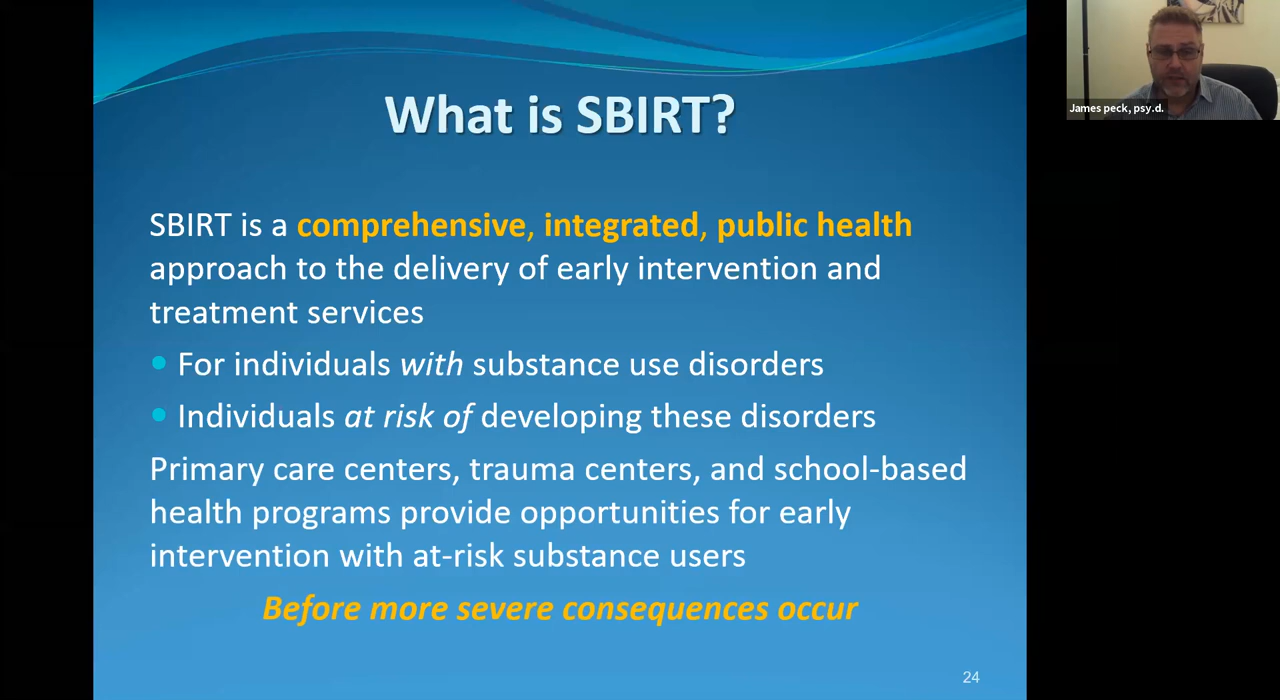 What is SBIRT?
James peck, psy.d.
SBIRT is a comprehensive, integrated, public health
approach to the delivery of early intervention and
treatment services
• For individuals with substance use disorders
• Individuals at risk of developing these disorders
Primary care centers, trauma centers, and school-based
health programs provide opportunities for early
intervention with at-risk substance users
Before more severe consequences occur
24